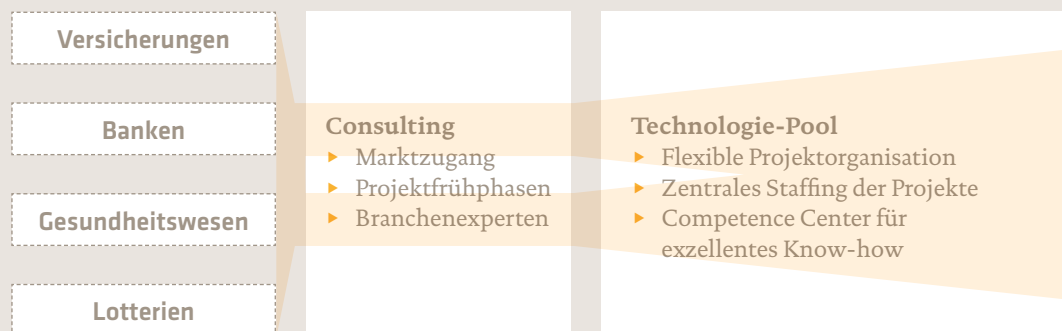 Versicherungen
Banken
Gesundheitswesen
Lotterien
Consulting
▸ Marktzugang
▸ Projektfrühphasen
▸ Branchenexperten
Technologie-Pool
▸ Flexible Projektorganisation
▸ Zentrales Staffing der Projekte
▸ Competence Center für
exzellentes Know-how